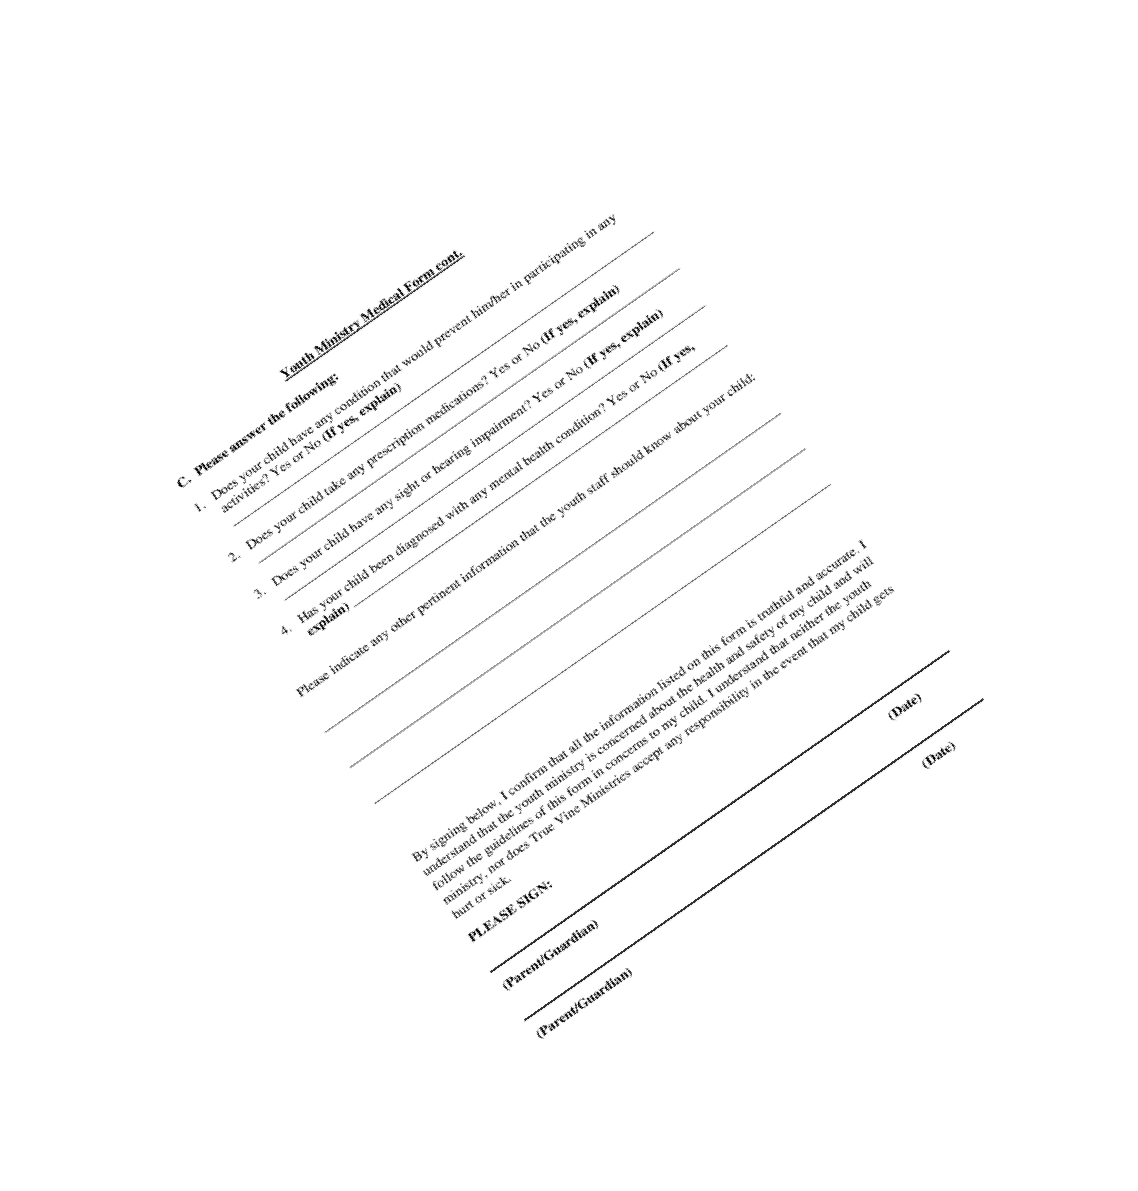 Youth Ministry Medical Form cont.
C. Please answer the following:
1. Does your child have any condition that would prevent him/her in participating in any
activities? Yes or No (If yes, explain)
2. Does your child take any prescription medications? Yes or No (If yes, explain)
3. Does your child have any sight or hearing impairment? Yes or No (If yes, explain)
4. Has your child been diagnosed with any mental health condition? Yes or No (If yes,
explain)
Please indicate any other pertinent information that the youth staff should know about your child:
By signing below, I confirm that all the information listed on this form is truthful and accurate. I
understand that the youth ministry is concerned about the health and safety of my child and will
follow the guidelines of this form in concerns to my child. I understand that neither the youth
ministry, nor does True Vine Ministries accept any responsibility in the event that my child gets
hurt or sick.
PLEASE SIGN:
(Parent/Guardian) (Date)
(Parent/Guardian) (Date)